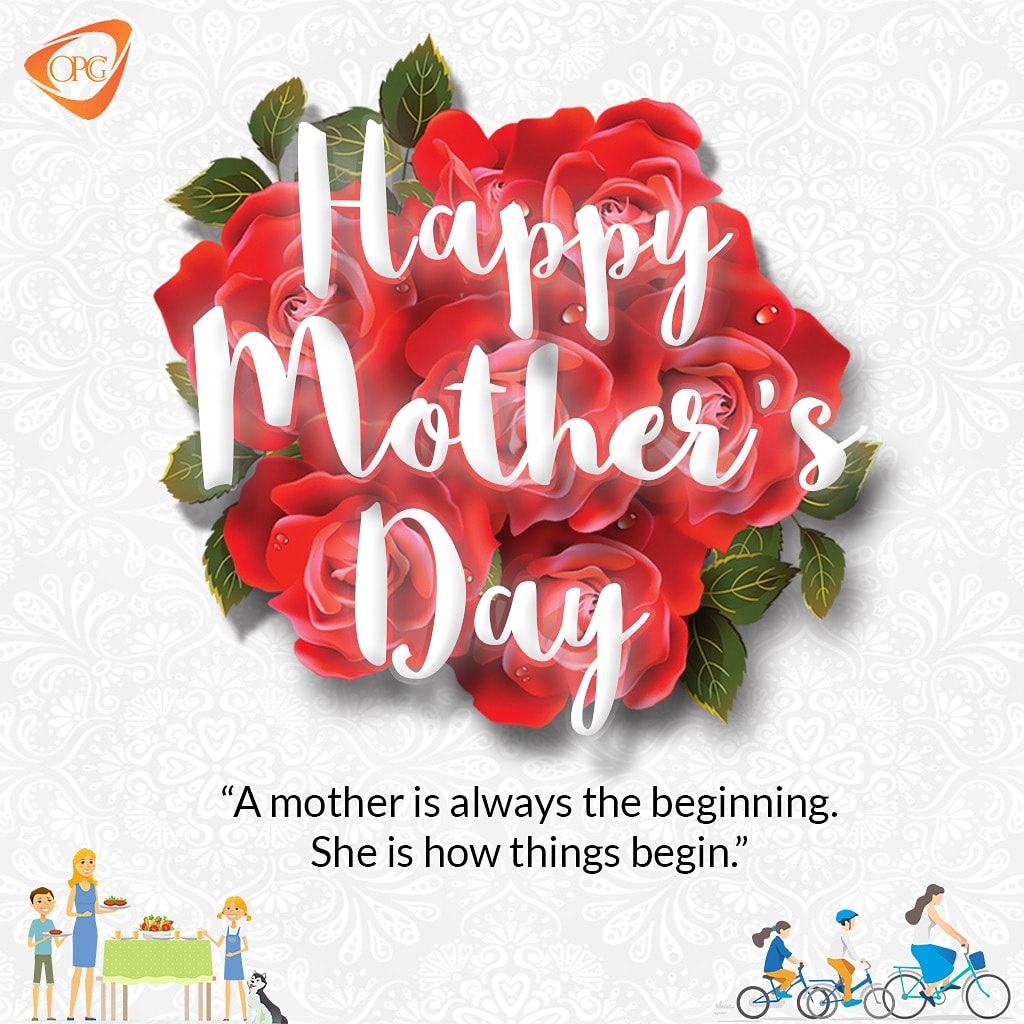 OPG
Happy
Mother's
Day
“A mother is always the beginning.
She is how things begin.”